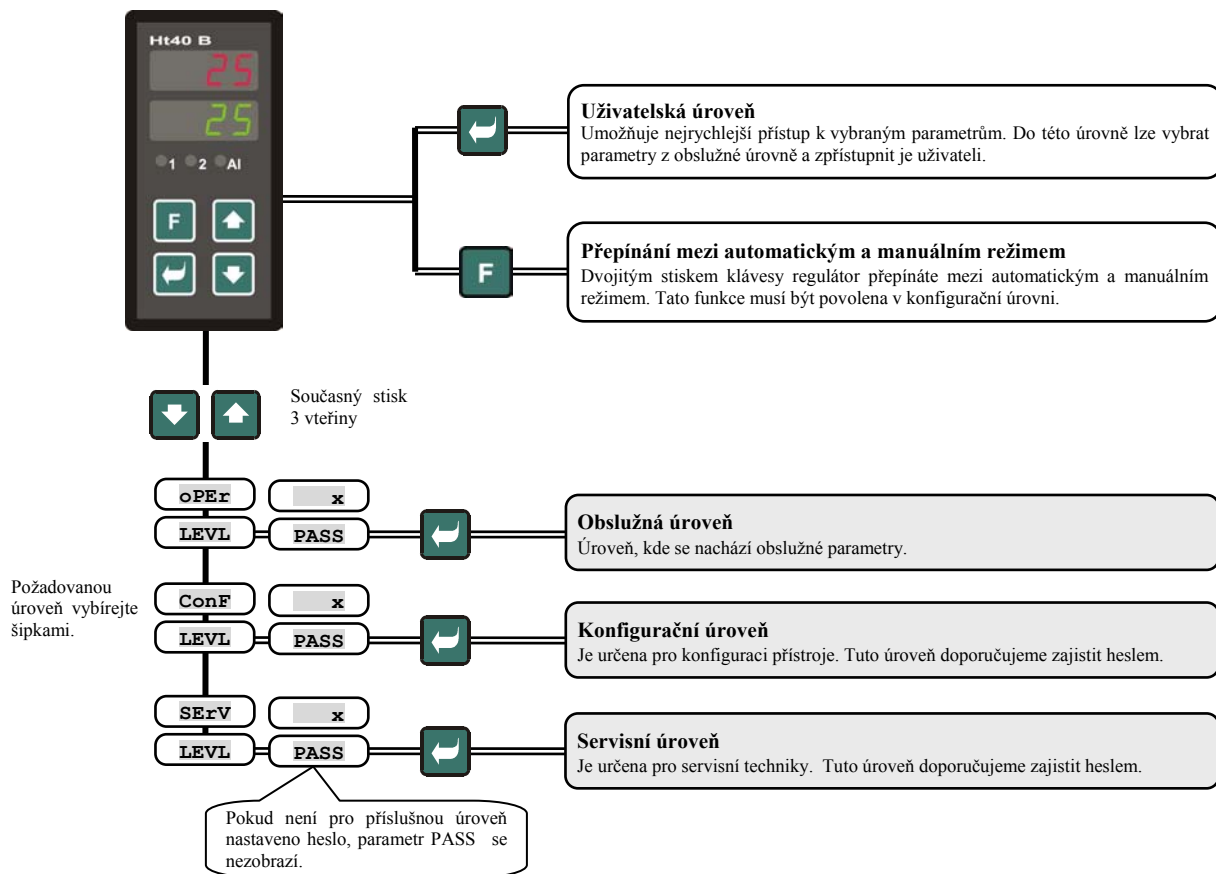 Ht40 B
25
25
1 2 AI
F
Uživatelská úroveň
Umožňuje nejrychlejší přístup k vybraným parametrům. Do této úrovně lze vybrat
parametry z obslužné úrovně a zpřístupnit je uživateli.
F
Přepínání mezi automatickým a manuálním režimem
Dvojitým stiskem klávesy regulátor přepínáte mezi automatickým a manuálním
režimem. Tato funkce musí být povolena v konfigurační úrovni.
Současný stisk
3 vteřiny
oPEr x
LEVL PASS
Obslužná úroveň
Úroveň, kde se nachází obslužné parametry.
Požadovanou
úroveň vybírejte
šipkami.
ConF x
LEVL PASS
Konfigurační úroveň
Je určena pro konfiguraci přístroje. Tuto úroveň doporučujeme zajistit heslem.
SErV x
LEVL PASS
Servisní úroveň
Je určena pro servisní techniky. Tuto úroveň doporučujeme zajistit heslem.
Pokud není pro příslušnou úroveň
nastaveno heslo, parametr PASS se
nezobrazí.